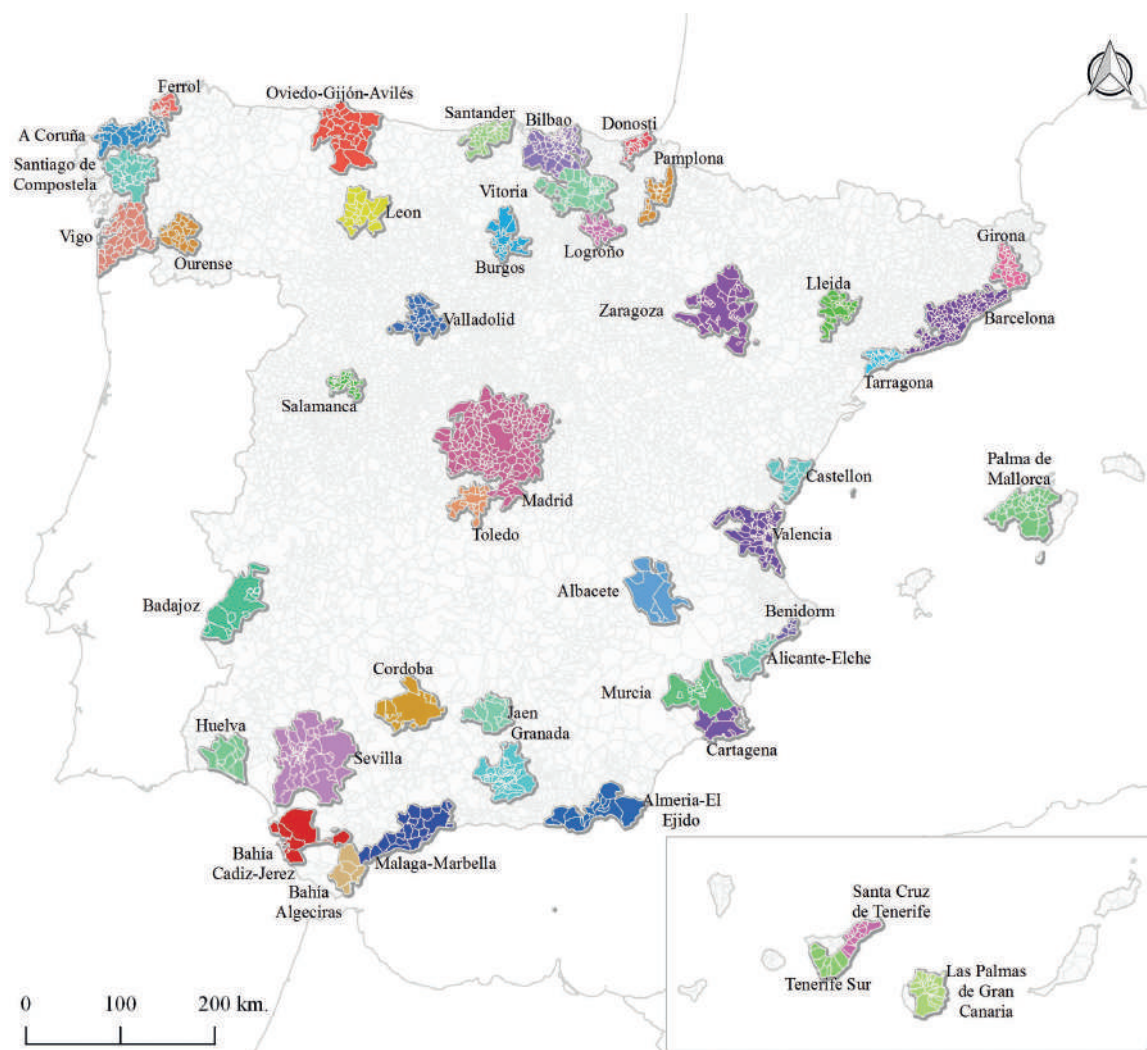 Ferrol
Oviedo-Gijón-Avilés
Santander
Bilbao
Donosti
A Coruña
Pamplona
Santiago de
Compostela
Vitoria
Leon
Vigo
Ourense
Burgos
Logroño
Girona
Lleida
Zaragoza
Valladolid
Barcelona
Tarragona
Salamanca
Castellon
Palma de
Mallorca
Madrid
Toledo
Valencia
Albacete
Badajoz
Benidorm
Alicante-Elche
Cordoba
Murcia
Jaen
Huelva
Granada
Sevilla
Cartagena
Almeria-El
Ejido
Bahía
Cadiz-Jerez
Malaga-Marbella
Bahía
Algeciras
Santa Cruz
de Tenerife
Tenerife Sur
Las Palmas
de Gran
Canaria
0 100 200 km.